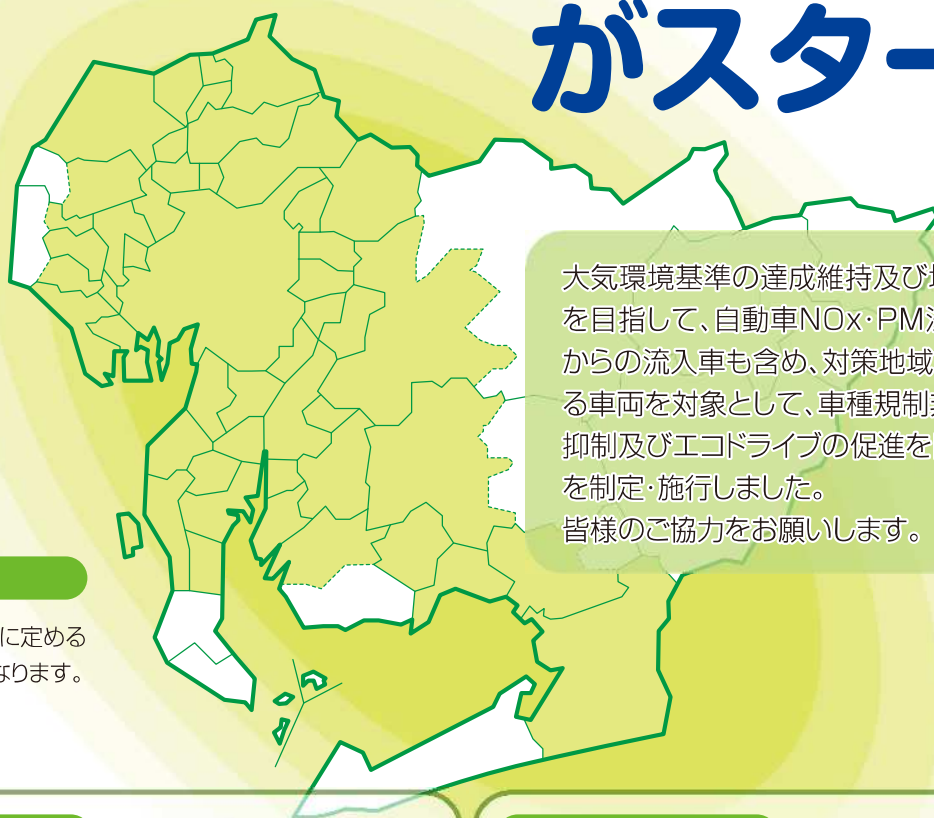 がスター
大気環境基準の達成維持及び
を目指して、自動車NOx・PM
からの流入車も含め、対策地域
る車両を対象として、車種規制
抑制及びエコドライブの促進を
を制定・施行しました。
皆様のご協力をお願いします。
に定める
なります。